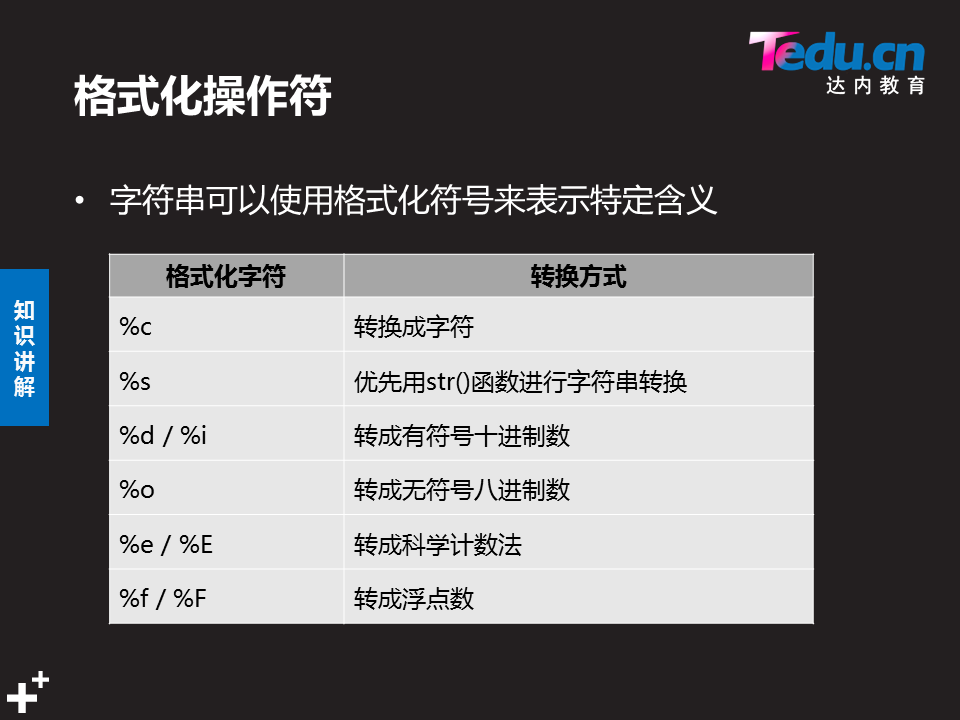 Tedu.cn
达内教育
格式化操作符
• 字符串可以使用格式化符号来表示特定含义
知识讲解
格式化字符 转换方式
%c 转换成字符
%s 优先用str()函数进行字符串转换
%d / %i 转成有符号十进制数
%o 转成无符号八进制数
%e / %E 转成科学计数法
%f / %F 转成浮点数